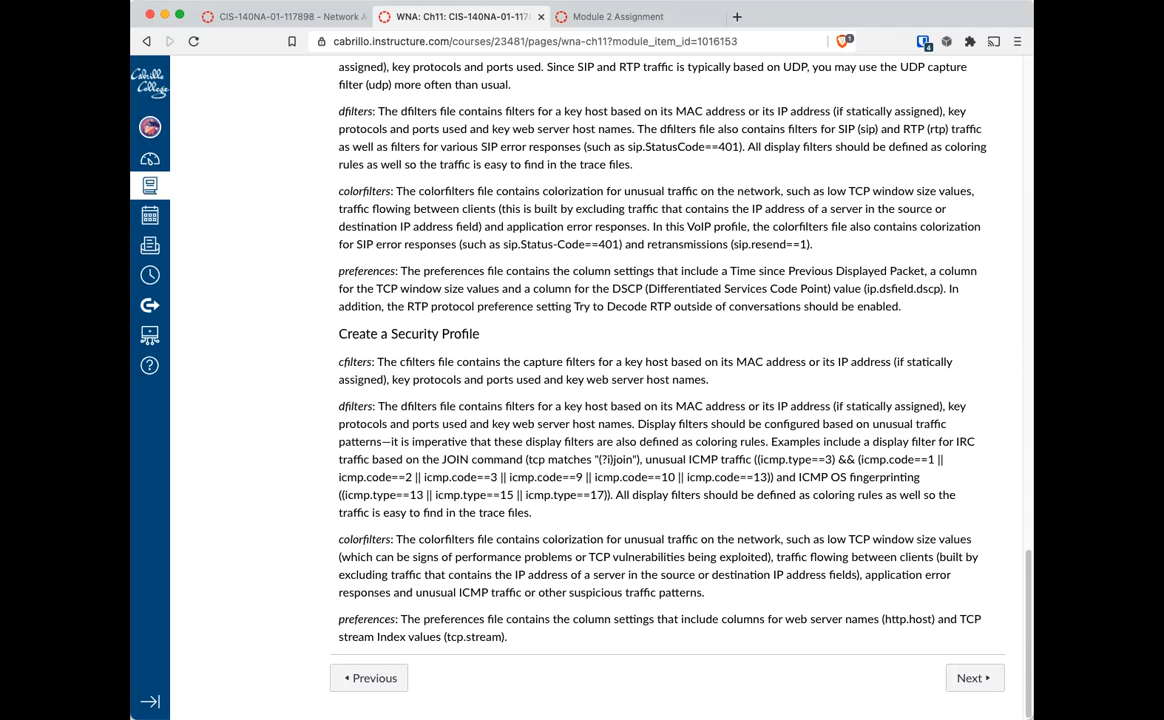 CIS-140NA-01-117898 - Network A
WNA: Ch11: CIS-140NA-01-117
Module 2 Assignment
cabrillo.instructure.com/courses/23481/pages/wna-ch11?module_item_id=1016153
1
4
Cabrillo
College
assigned), key protocols and ports used. Since SIP and RTP traffic is typically based on UDP, you may use the UDP capture
filter (udp) more often than usual.
dfilters: The dfilters file contains filters for a key host based on its MAC address or its IP address (if statically assigned), key
protocols and ports used and key web server host names. The dfilters file also contains filters for SIP (sip) and RTP (rtp) traffic
as well as filters for various SIP error responses (such as sip.StatusCode==401). All display filters should be defined as coloring
rules as well so the traffic is easy to find in the trace files.
colorfilters: The colorfilters file contains colorization for unusual traffic on the network, such as low TCP window size values,
traffic flowing between clients (this is built by excluding traffic that contains the IP address of a server in the source or
destination IP address field) and application error responses. In this VoIP profile, the colorfilters file also contains colorization
for SIP error responses (such as sip.Status-Code==401) and retransmissions (sip.resend==1).
preferences: The preferences file contains the column settings that include a Time since Previous Displayed Packet, a column
for the TCP window size values and a column for the DSCP (Differentiated Services Code Point) value (ip.dsfield.dscp). In
addition, the RTP protocol preference setting Try to Decode RTP outside of conversations should be enabled.
Create a Security Profile
cfilters: The cfilters file contains the capture filters for a key host based on its MAC address or its IP address (if statically
assigned), key protocols and ports used and key web server host names.
dfilters: The dfilters file contains filters for a key host based on its MAC address or its IP address (if statically assigned), key
protocols and ports used and key web server host names. Display filters should be configured based on unusual traffic
patterns—it is imperative that these display filters are also defined as coloring rules. Examples include a display filter for IRC
traffic based on the JOIN command (tcp matches "(?i)join"), unusual ICMP traffic ((icmp.type==3) && (icmp.code==1 ||
icmp.code==2 || icmp.code==3 || icmp.code==9 || icmp.code==10 || icmp.code==13)) and ICMP OS fingerprinting
((icmp.type==13 || icmp.type==15 || icmp.type==17)). All display filters should be defined as coloring rules as well so the
traffic is easy to find in the trace files.
colorfilters: The colorfilters file contains colorization for unusual traffic on the network, such as low TCP window size values
(which can be signs of performance problems or TCP vulnerabilities being exploited), traffic flowing between clients (built by
excluding traffic that contains the IP address of a server in the source or destination IP address fields), application error
responses and unusual ICMP traffic or other suspicious traffic patterns.
preferences: The preferences file contains the column settings that include columns for web server names (http.host) and TCP
stream Index values (tcp.stream).
Previous
Next